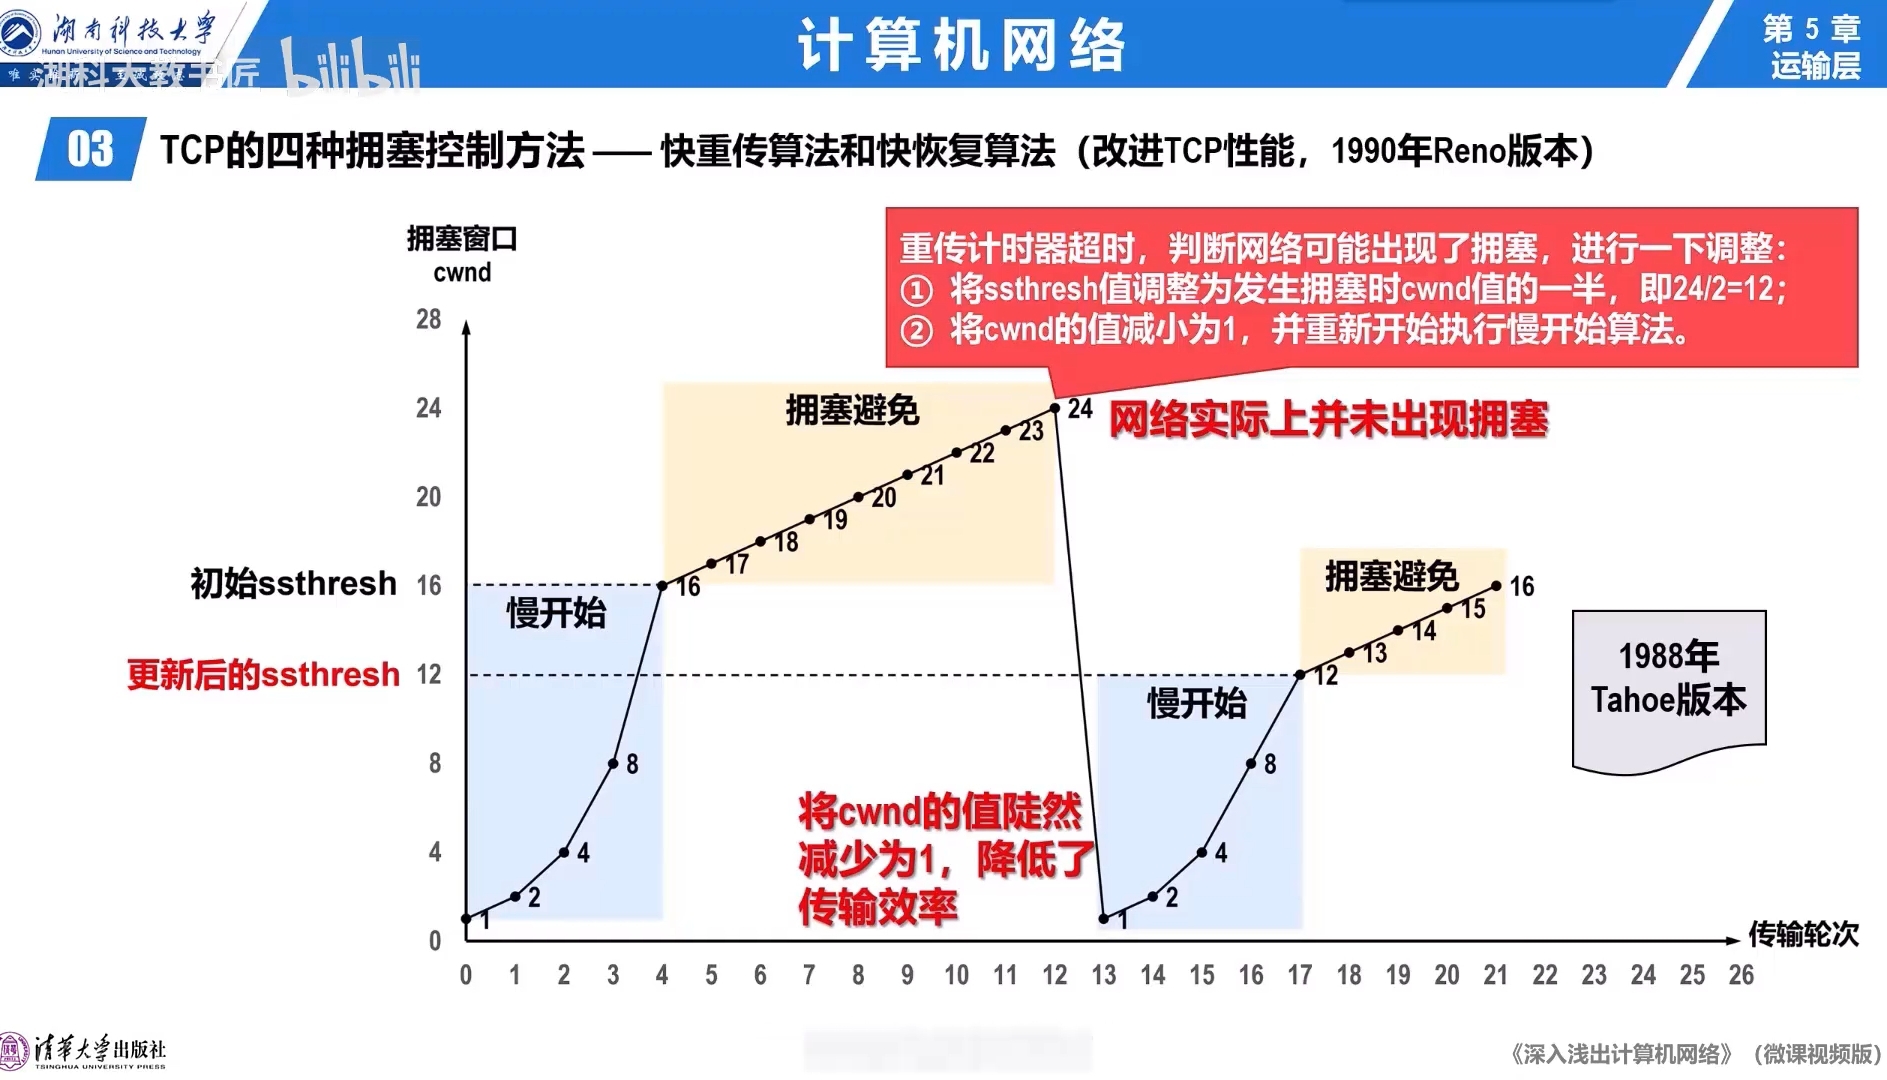 湖南科技大学
Hunan University of Science and Technology
湖科大教书匠 bilibili
计算机网络
第 5 章
运输层
03 TCP的四种拥塞控制方法 —— 快重传算法和快恢复算法（改进TCP性能，1990年Reno版本）
拥塞窗口
cwnd
重传计时器超时，判断网络可能出现了拥塞，进行一下调整：
① 将ssthresh值调整为发生拥塞时cwnd值的一半，即24/2=12；
② 将cwnd的值减小为1，并重新开始执行慢开始算法。
28
24
20
初始ssthresh 16
更新后的ssthresh 12
8
4
0
慢开始
1
2
4
8
16
拥塞避免
17
18
19
20
21
22
23
24
网络实际上并未出现拥塞
将cwnd的值陡然
减少为1，降低了
传输效率
慢开始
1
2
4
8
12
拥塞避免
13
14
15
16
1988年
Tahoe版本
传输轮次
0 1 2 3 4 5 6 7 8 9 10 11 12 13 14 15 16 17 18 19 20 21 22 23 24 25 26
清华大学出版社
TSINGHUA UNIVERSITY PRESS
《深入浅出计算机网络》（微课视频版）